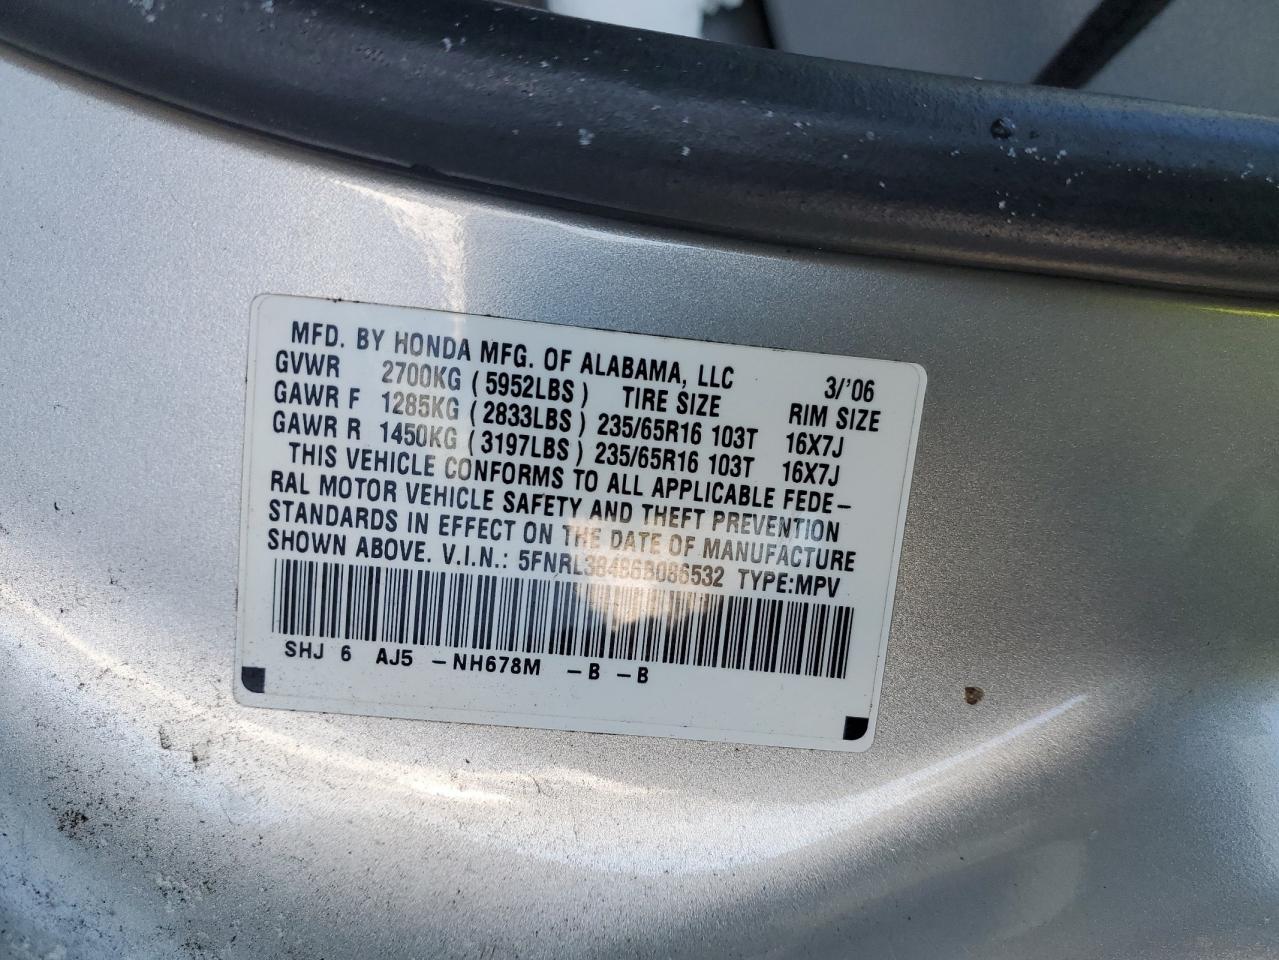 MFD. BY HONDA MFG. OF ALABAMA, LLC 3/'06
GVWR 2700KG (5952LBS) TIRE SIZE RIM SIZE
GAWR F 1285KG (2833LBS) 235/65R16 103T 16X7J
GAWR R 1450KG (3197LBS) 235/65R16 103T 16X7J
THIS VEHICLE CONFORMS TO ALL APPLICABLE FEDE-
RAL MOTOR VEHICLE SAFETY AND THEFT PREVENTION
STANDARDS IN EFFECT ON THE DATE OF MANUFACTURE
SHOWN ABOVE. V.I.N.: 5FNRL38486B086532 TYPE:MPV
SHJ 6 AJ5 -NH678M -B -B